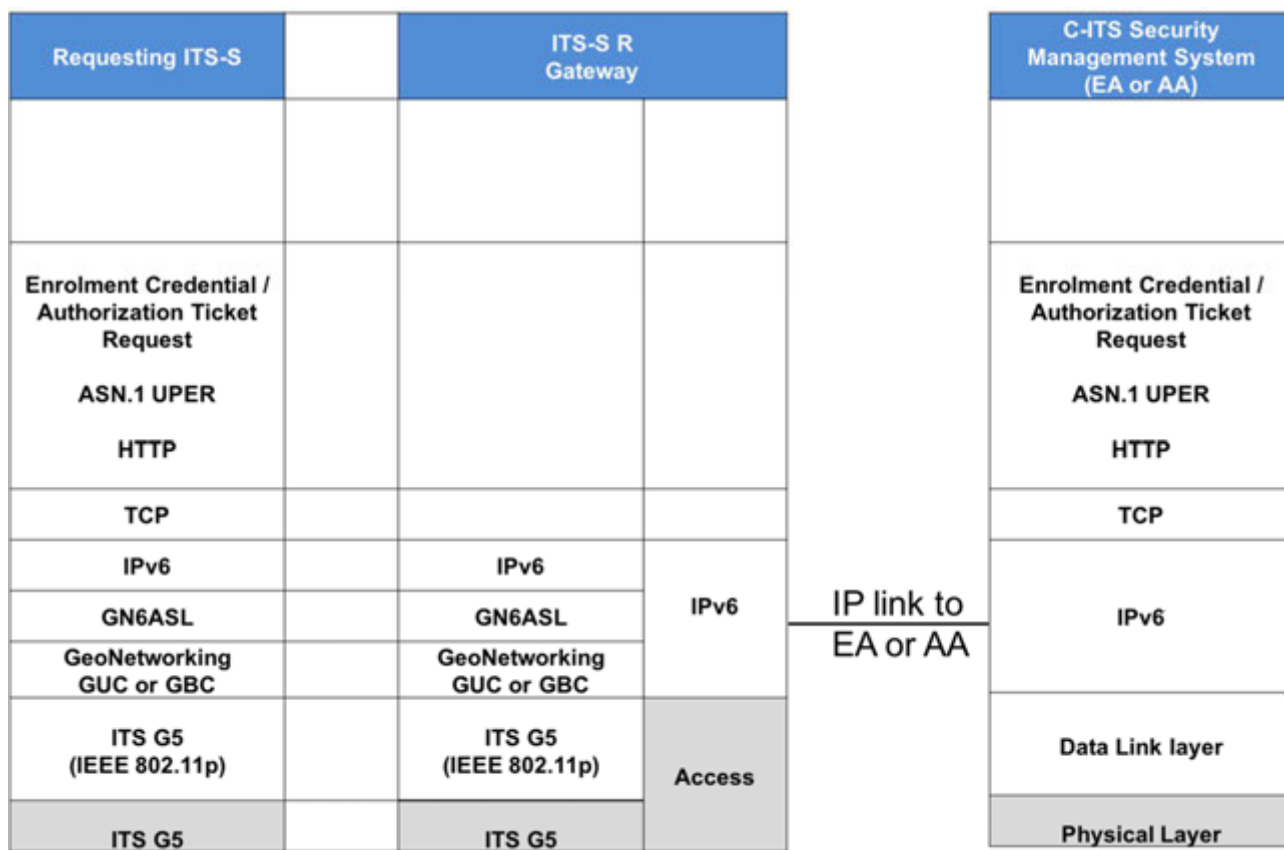 Requesting ITS-S
ITS-S R
Gateway
C-ITS Security
Management System
(EA or AA)
Enrolment Credential /
Authorization Ticket
Request
ASN.1 UPER
HTTP
Enrolment Credential /
Authorization Ticket
Request
ASN.1 UPER
HTTP
TCP
TCP
IPv6
IPv6
IPv6
IP link to
EA or AA
IPv6
GN6ASL
GN6ASL
GeoNetworking
GUC or GBC
GeoNetworking
GUC or GBC
ITS G5
(IEEE 802.11p)
ITS G5
(IEEE 802.11p)
Access
Data Link layer
ITS G5
ITS G5
Physical Layer